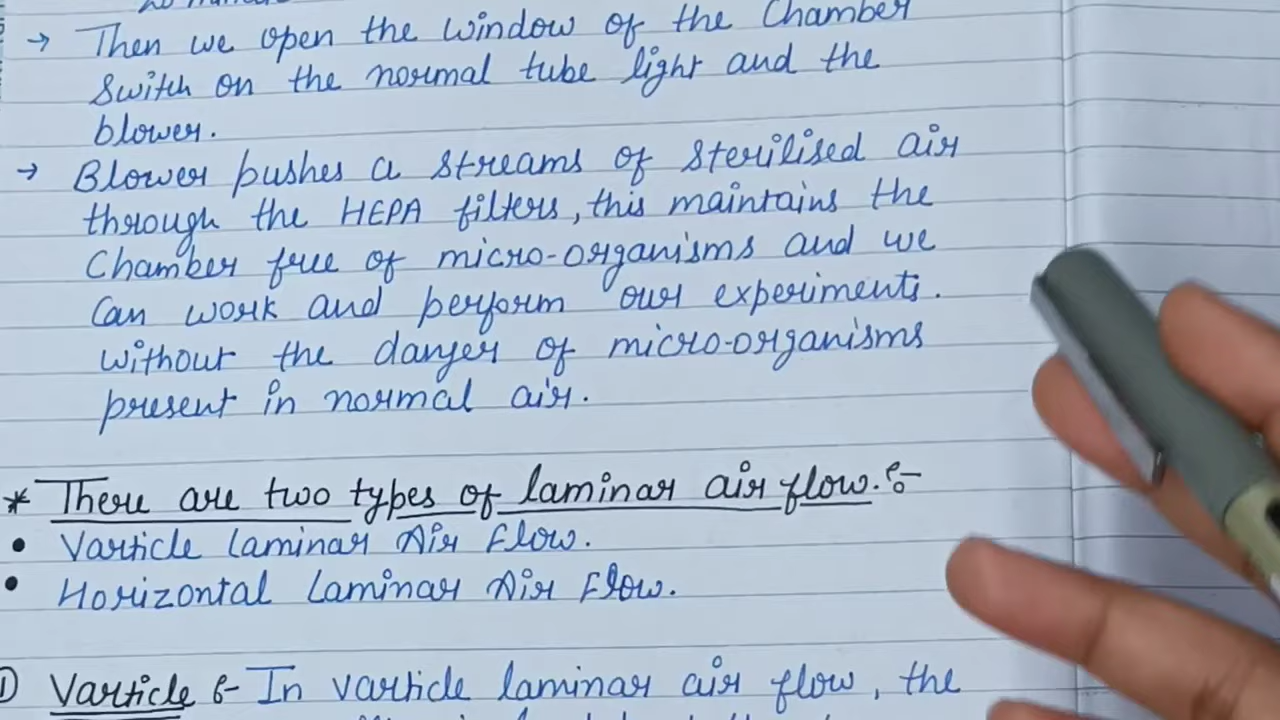 → Then we open the window of the Chamber
Switch on the normal tube light and the
blower.
→ Blower pushes a streams of sterilised air
through the HEPA filters, this maintains the
Chamber free of micro-organisms and we
Can work and perform our experiments.
without the danger of micro-organisms
present in normal air.
* There are two types of laminar air flow.:-
• Varticle Laminar Air Flow.
• Horizontal Laminar Air Flow.
① Varticle :- In varticle laminar air flow, the